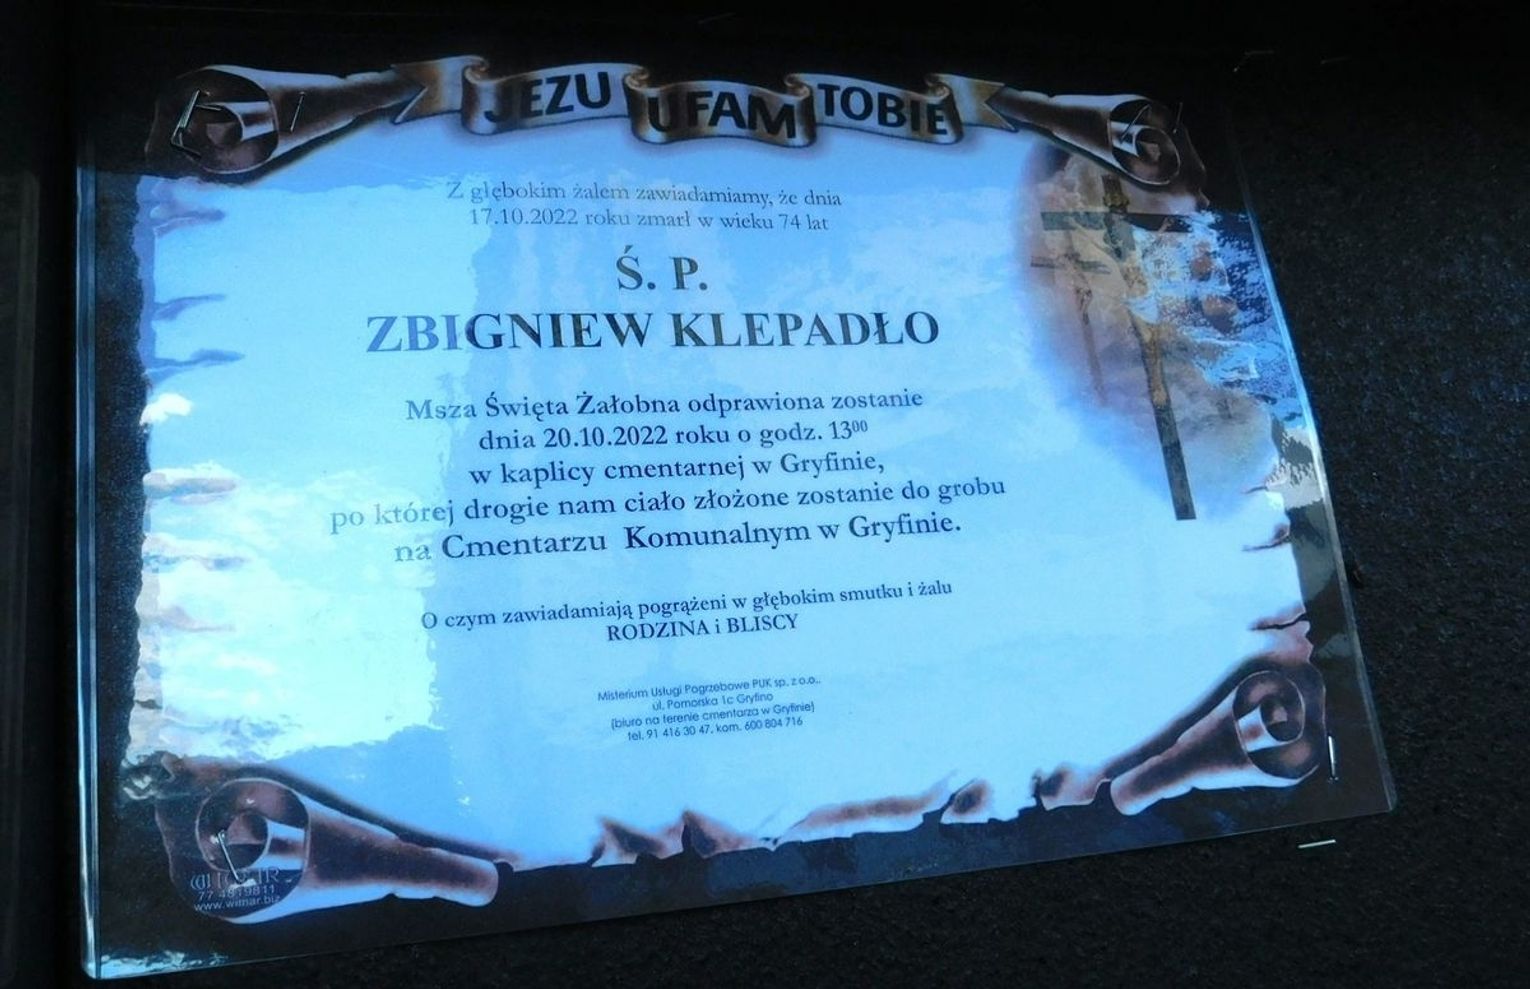 JEZU UFAM TOBIE
Z głębokim żalem zawiadamiamy, że dnia
17.10.2022 roku zmarł w wieku 74 lat
Ś. P.
ZBIGNIEW KLEPADŁO
Msza Święta Żałobna odprawiona zostanie
dnia 20.10.2022 roku o godz. 13⁰⁰
w kaplicy cmentarnej w Gryfinie,
po której drogie nam ciało złożone zostanie do grobu
na Cmentarzu Komunalnym w Gryfinie.
O czym zawiadamiają pogrążeni w głębokim smutku i żalu
RODZINA i BLISCY
Misterium Usługi Pogrzebowe PUK sp. z o.o.,
ul. Pomorska 1c Gryfino
(biuro na terenie cmentarza w Gryfinie)
tel. 91 416 30 47, kom. 600 804 716
www.wimar.biz